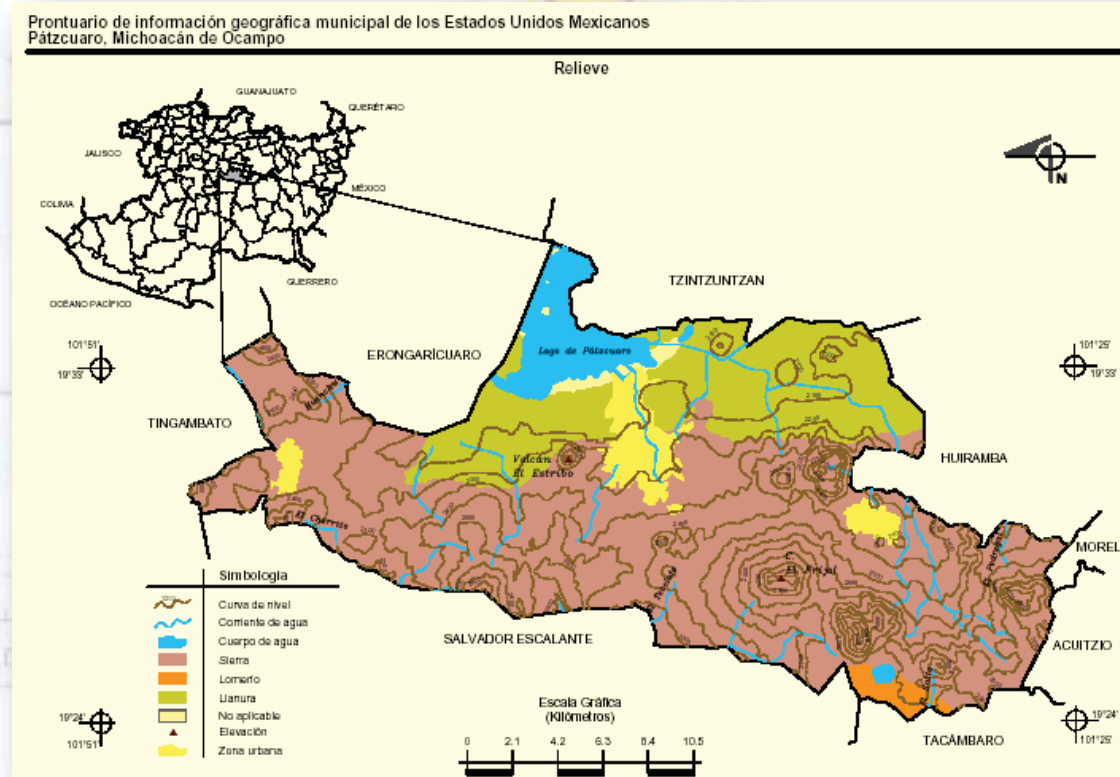 Prontuario de información geográfica municipal de los Estados Unidos Mexicanos
Pátzcuaro, Michoacán de Ocampo
Relieve
GUANAJUATO
QUERÉTARO
JALISCO
MÉXICO
COLIMA
GUERRERO
OCÉANO PACÍFICO
N
TZINTZUNTZAN
ERONGARÍCUARO
Lago de Pátzcuaro
101°51'
19°33'
101°25'
19°33'
TINGAMBATO
HUIRAMBA
Volcán
El Estribo
C.
El Frijol
MOREL
ACUITZIO
SALVADOR ESCALANTE
TACÁMBARO
19°24'
101°51'
19°24'
101°25'
Simbología
Curva de nivel
Corriente de agua
Cuerpo de agua
Sierra
Lomerío
Llanura
No aplicable
Elevación
Zona urbana
Escala Gráfica
(Kilómetros)
0 2.1 4.2 6.3 8.4 10.5